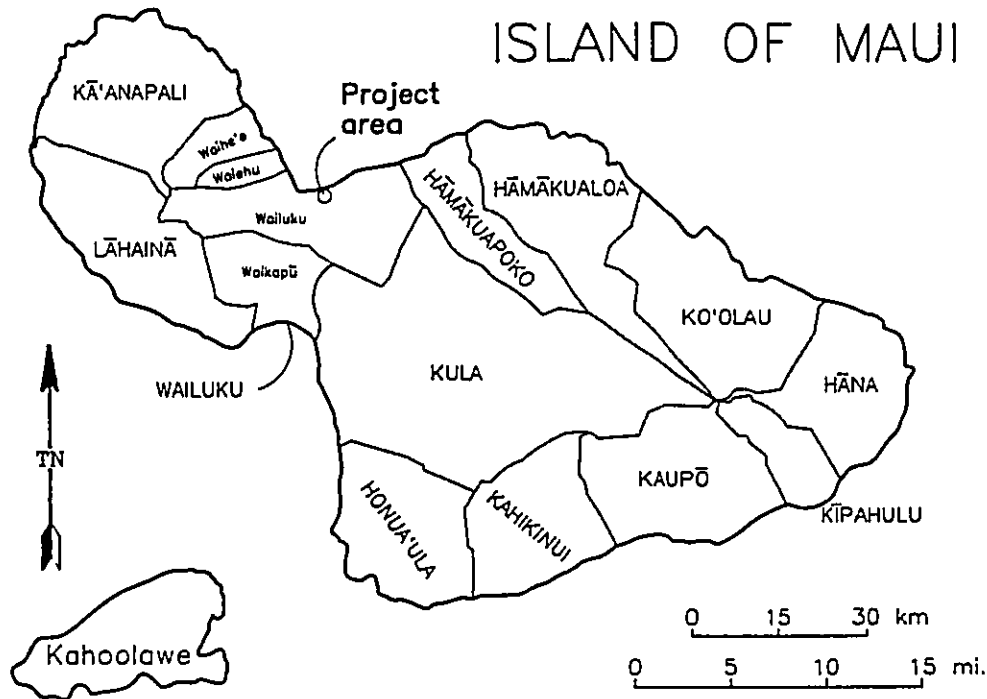 ISLAND OF MAUI
KĀ'ANAPALI
Project
area
Waihe'e
Waiehu
Wailuku
Waikapū
LĀHAINĀ
WAILUKU
HĀMĀKUAPOKO
HĀMĀKUALOA
KO'OLAU
HĀNA
KULA
KAUPŌ
KĪPAHULU
KAHIKINUI
HONUA'ULA
TN
Kahoolawe
0 15 30 km
0 5 10 15 mi.